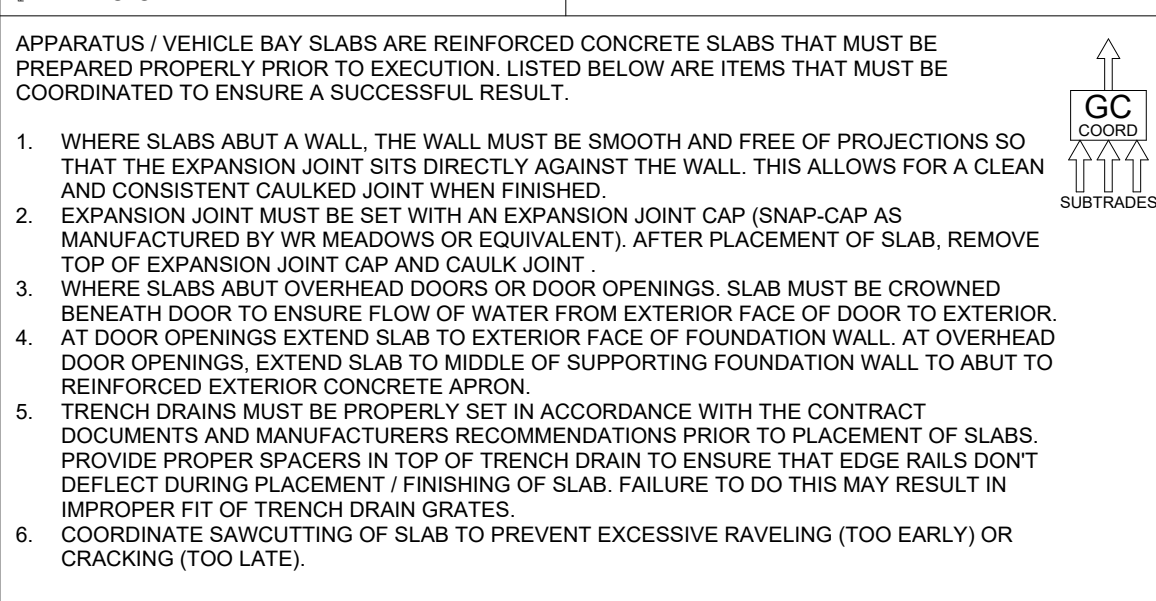 APPARATUS / VEHICLE BAY SLABS ARE REINFORCED CONCRETE SLABS THAT MUST BE
PREPARED PROPERLY PRIOR TO EXECUTION. LISTED BELOW ARE ITEMS THAT MUST BE
COORDINATED TO ENSURE A SUCCESSFUL RESULT.
1. WHERE SLABS ABUT A WALL, THE WALL MUST BE SMOOTH AND FREE OF PROJECTIONS SO
THAT THE EXPANSION JOINT SITS DIRECTLY AGAINST THE WALL. THIS ALLOWS FOR A CLEAN
AND CONSISTENT CAULKED JOINT WHEN FINISHED.
2. EXPANSION JOINT MUST BE SET WITH AN EXPANSION JOINT CAP (SNAP-CAP AS
MANUFACTURED BY WR MEADOWS OR EQUIVALENT). AFTER PLACEMENT OF SLAB, REMOVE
TOP OF EXPANSION JOINT CAP AND CAULK JOINT .
3. WHERE SLABS ABUT OVERHEAD DOORS OR DOOR OPENINGS. SLAB MUST BE CROWNED
BENEATH DOOR TO ENSURE FLOW OF WATER FROM EXTERIOR FACE OF DOOR TO EXTERIOR.
4. AT DOOR OPENINGS EXTEND SLAB TO EXTERIOR FACE OF FOUNDATION WALL. AT OVERHEAD
DOOR OPENINGS, EXTEND SLAB TO MIDDLE OF SUPPORTING FOUNDATION WALL TO ABUT TO
REINFORCED EXTERIOR CONCRETE APRON.
5. TRENCH DRAINS MUST BE PROPERLY SET IN ACCORDANCE WITH THE CONTRACT
DOCUMENTS AND MANUFACTURERS RECOMMENDATIONS PRIOR TO PLACEMENT OF SLABS.
PROVIDE PROPER SPACERS IN TOP OF TRENCH DRAIN TO ENSURE THAT EDGE RAILS DON'T
DEFLECT DURING PLACEMENT / FINISHING OF SLAB. FAILURE TO DO THIS MAY RESULT IN
IMPROPER FIT OF TRENCH DRAIN GRATES.
6. COORDINATE SAWCUTTING OF SLAB TO PREVENT EXCESSIVE RAVELING (TOO EARLY) OR
CRACKING (TOO LATE).
GC
COORD
SUBTRADES